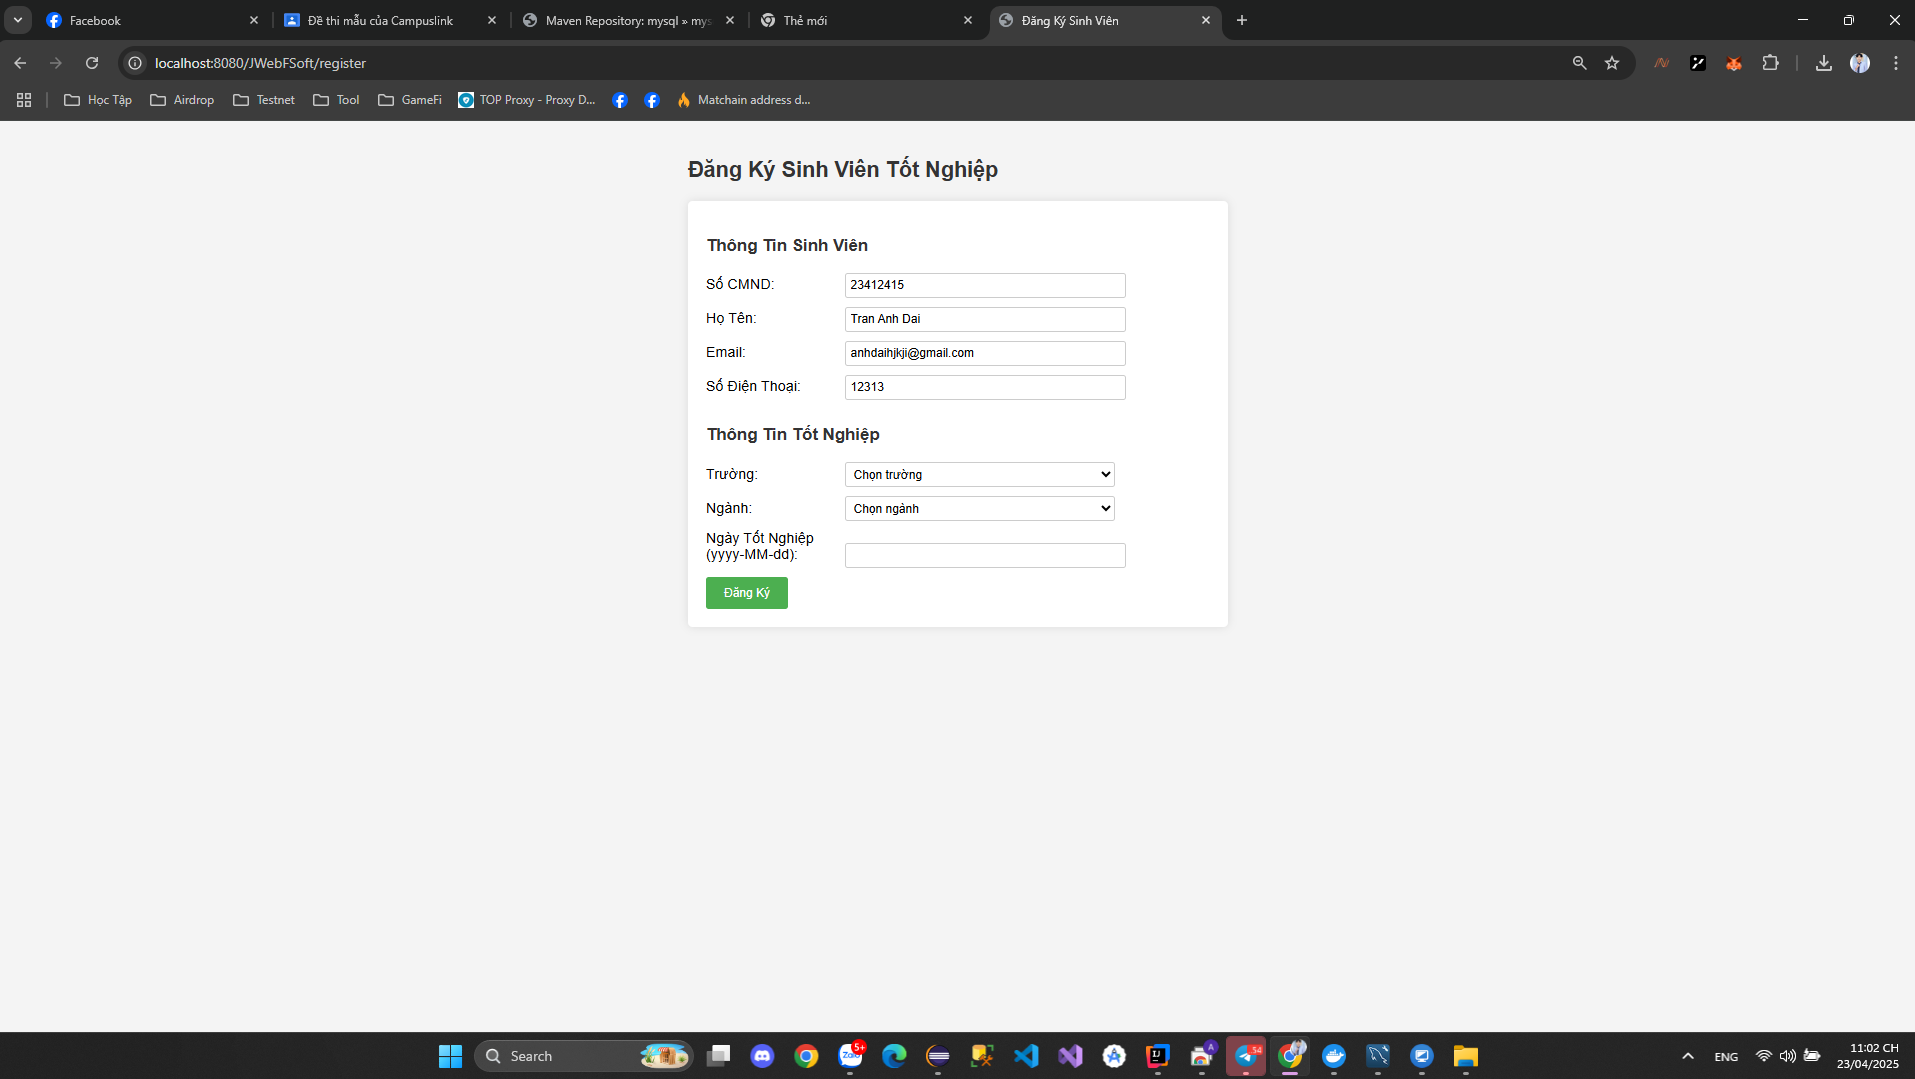 Facebook
Đề thi mẫu của Campuslink
Maven Repository: mysql » mys
Thẻ mới
Đăng Ký Sinh Viên
localhost:8080/JWebFSoft/register
Học Tập
Airdrop
Testnet
Tool
GameFi
TOP Proxy - Proxy D...
Matchain address d...
Đăng Ký Sinh Viên Tốt Nghiệp
Thông Tin Sinh Viên
Số CMND: 23412415
Họ Tên: Tran Anh Dai
Email: anhdaihjkji@gmail.com
Số Điện Thoại: 12313
Thông Tin Tốt Nghiệp
Trường: Chọn trường
Ngành: Chọn ngành
Ngày Tốt Nghiệp
(yyyy-MM-dd):
Đăng Ký
Search
Zalo
5+
A
54
ENG
11:02 CH
23/04/2025